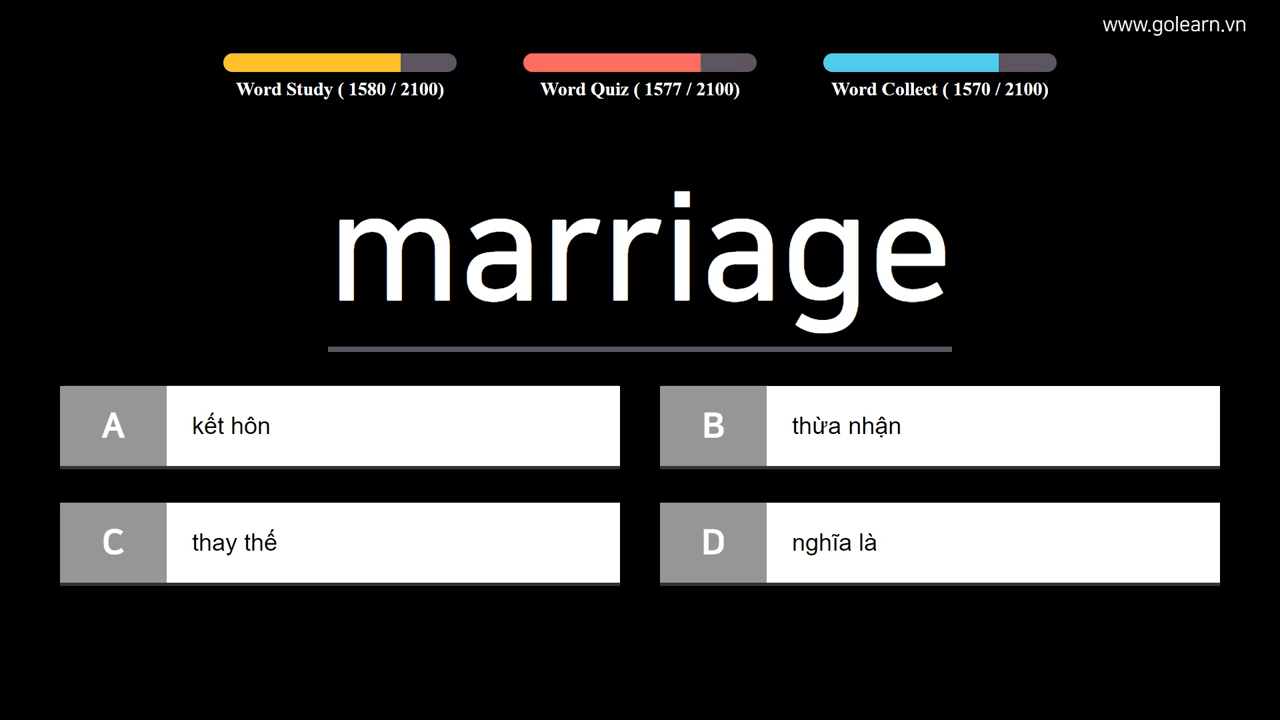 www.golearn.vn
Word Study ( 1580 / 2100)
Word Quiz ( 1577 / 2100)
Word Collect ( 1570 / 2100)
marriage
A kết hôn
B thừa nhận
C thay thế
D nghĩa là